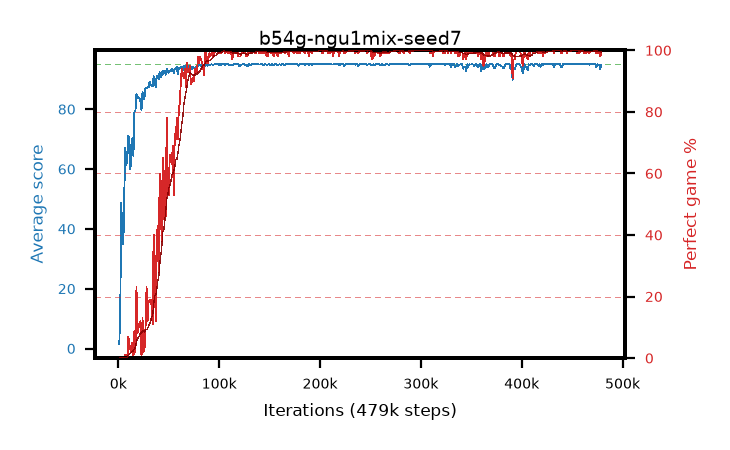 b54g-ngu1mix-seed7
Average score
0
20
40
60
80
0
20
40
60
80
100
Perfect game %
0k
100k
200k
300k
400k
500k
Iterations (479k steps)